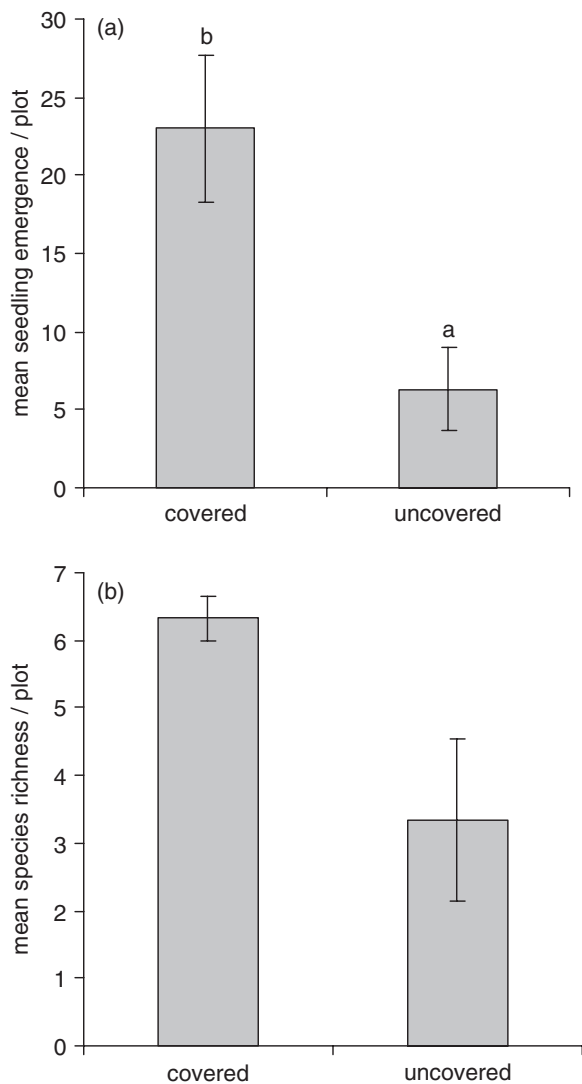 (a)
mean seedling emergence / plot
30
25
20
15
10
5
0
b
a
covered uncovered
(b)
mean species richness / plot
7
6
5
4
3
2
1
0
covered uncovered